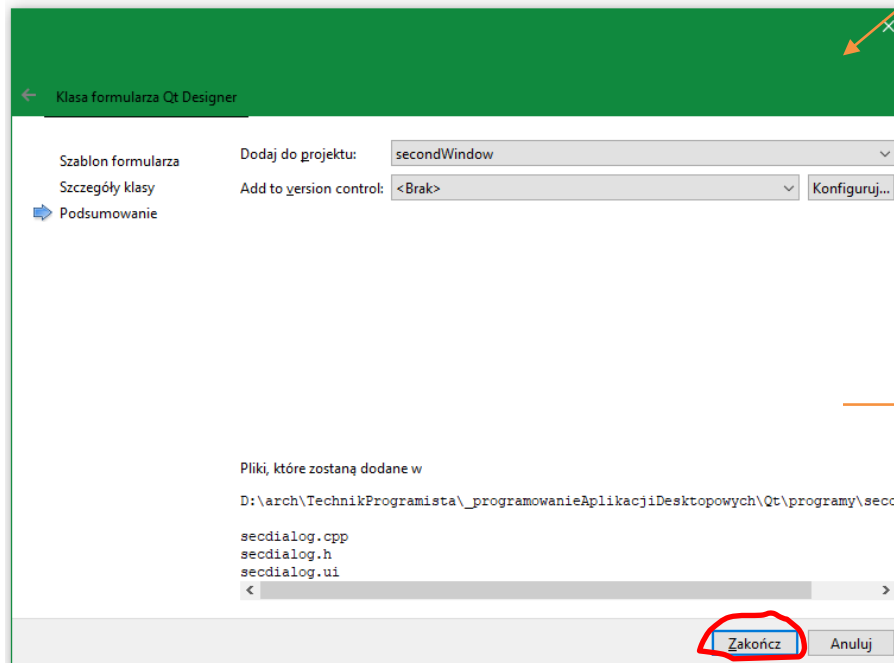 Klasa formularza Qt Designer
Szablon formularza
Szczegóły klasy
Podsumowanie
Dodaj do projektu: secondWindow
Add to version control: <Brak> Konfiguruj...
Pliki, które zostaną dodane w
D:\arch\TechnikProgramista\_programowanieAplikacjiDesktopowych\Qt\programy\seco
secdialog.cpp
secdialog.h
secdialog.ui
Zakończ Anuluj